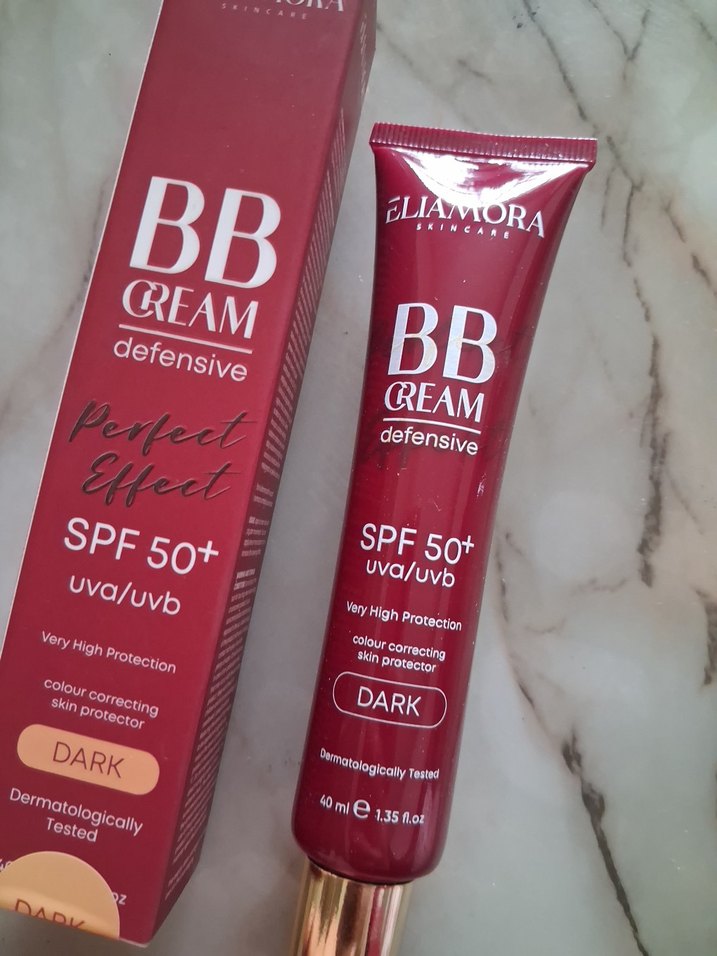 SKINCARE
BB
CREAM
defensive
Perfect
Effect
SPF 50+
uva/uvb
Very High Protection
colour correcting
skin protector
DARK
Dermatologically
Tested
DARK
ELIAMORA
SKINCARE
BB
CREAM
defensive
SPF 50+
uva/uvb
Very High Protection
colour correcting
skin protector
DARK
Dermatologically Tested
40 ml e 1.35 fl.oz